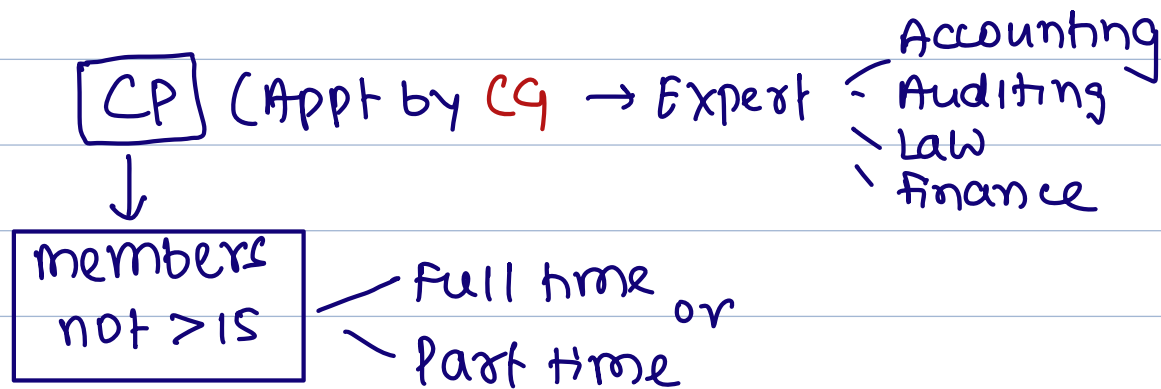 Accounting
CP (Appt by CG → Expert Auditing
Law
finance
members
not > 15
Full time
or
Part time